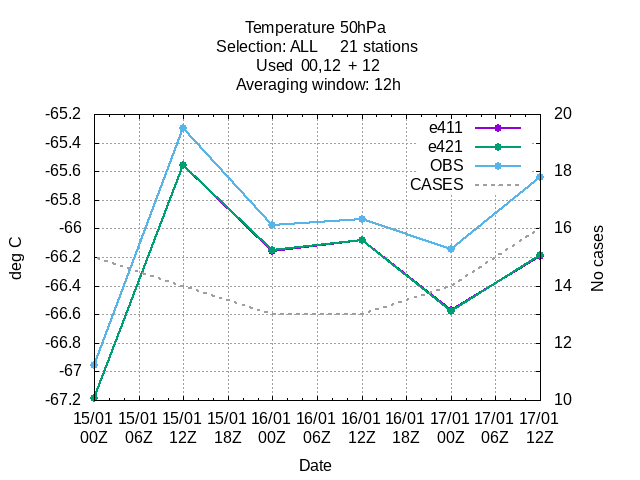 Temperature 50hPa
Selection: ALL 21 stations
Used 00,12 + 12
Averaging window: 12h
-65.2
-65.4
-65.6
-65.8
-66
-66.2
-66.4
-66.6
-66.8
-67
-67.2
deg C
20
18
16
14
12
10
No cases
e411
e421
OBS
CASES
15/01 15/01 15/01 15/01 16/01 16/01 16/01 16/01 17/01 17/01 17/01
00Z 06Z 12Z 18Z 00Z 06Z 12Z 18Z 00Z 06Z 12Z
Date